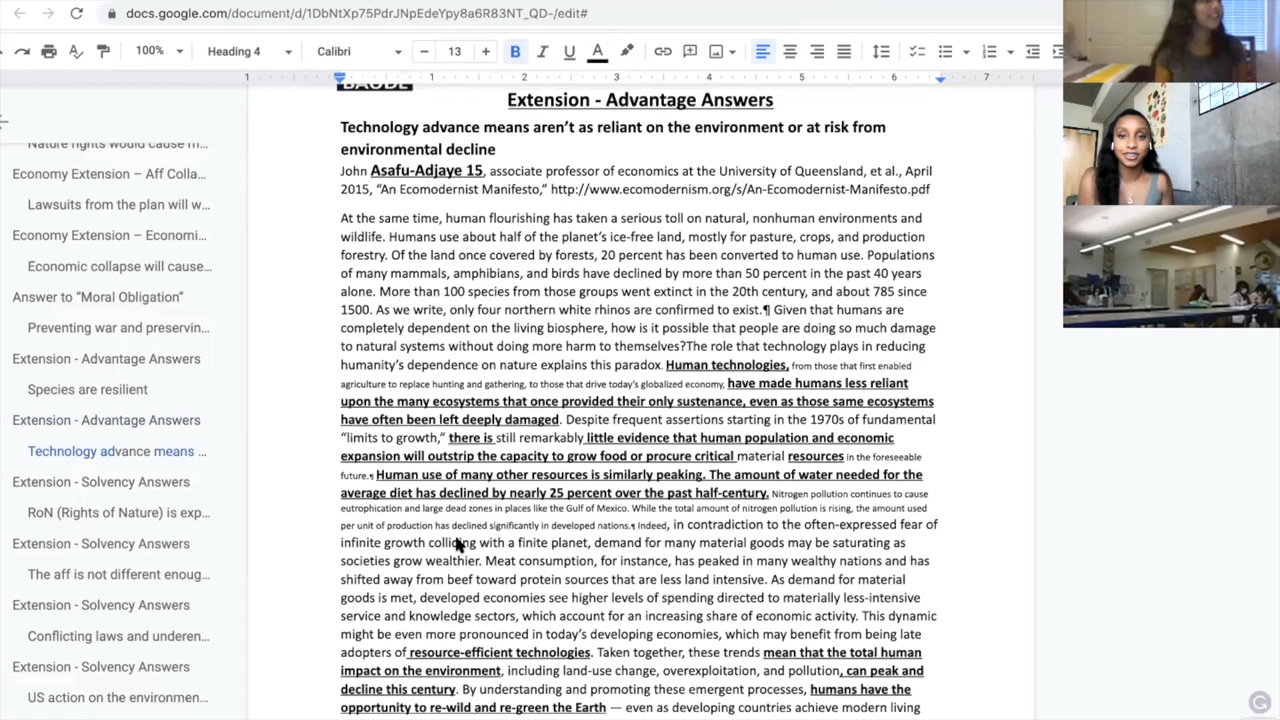 docs.google.com/document/d/1DbNtXp75PdrJNpEdeYpy8a6R83NT_QD-/edit#
100% Heading 4 Calibri 13 B I U A
1 1 2 3 4 5 6 7
Nature rights would cause m...
Economy Extension – Aff Colla...
Lawsuits from the plan will w...
Economy Extension – Economi...
Economic collapse will cause...
Answer to “Moral Obligation”
Preventing war and preservin...
Extension - Advantage Answers
Species are resilient
Extension - Advantage Answers
Technology advance means ...
Extension - Solvency Answers
RoN (Rights of Nature) is exp...
Extension - Solvency Answers
The aff is not different enoug...
Extension - Solvency Answers
Conflicting laws and underen...
Extension - Solvency Answers
US action on the environmen...
BAUDL
Extension - Advantage Answers
Technology advance means aren’t as reliant on the environment or at risk from
environmental decline
John Asafu-Adjaye 15, associate professor of economics at the University of Queensland, et al., April
2015, “An Ecomodernist Manifesto,” http://www.ecomodernism.org/s/An-Ecomodernist-Manifesto.pdf
At the same time, human flourishing has taken a serious toll on natural, nonhuman environments and
wildlife. Humans use about half of the planet’s ice-free land, mostly for pasture, crops, and production
forestry. Of the land once covered by forests, 20 percent has been converted to human use. Populations
of many mammals, amphibians, and birds have declined by more than 50 percent in the past 40 years
alone. More than 100 species from those groups went extinct in the 20th century, and about 785 since
1500. As we write, only four northern white rhinos are confirmed to exist.¶ Given that humans are
completely dependent on the living biosphere, how is it possible that people are doing so much damage
to natural systems without doing more harm to themselves?The role that technology plays in reducing
humanity’s dependence on nature explains this paradox. Human technologies, from those that first enabled
agriculture to replace hunting and gathering, to those that drive today’s globalized economy, have made humans less reliant
upon the many ecosystems that once provided their only sustenance, even as those same ecosystems
have often been left deeply damaged. Despite frequent assertions starting in the 1970s of fundamental
“limits to growth,” there is still remarkably little evidence that human population and economic
expansion will outstrip the capacity to grow food or procure critical material resources in the foreseeable
future.¶ Human use of many other resources is similarly peaking. The amount of water needed for the
average diet has declined by nearly 25 percent over the past half-century. Nitrogen pollution continues to cause
eutrophication and large dead zones in places like the Gulf of Mexico. While the total amount of nitrogen pollution is rising, the amount used
per unit of production has declined significantly in developed nations.¶ Indeed, in contradiction to the often-expressed fear of
infinite growth colliding with a finite planet, demand for many material goods may be saturating as
societies grow wealthier. Meat consumption, for instance, has peaked in many wealthy nations and has
shifted away from beef toward protein sources that are less land intensive. As demand for material
goods is met, developed economies see higher levels of spending directed to materially less-intensive
service and knowledge sectors, which account for an increasing share of economic activity. This dynamic
might be even more pronounced in today’s developing economies, which may benefit from being late
adopters of resource-efficient technologies. Taken together, these trends mean that the total human
impact on the environment, including land-use change, overexploitation, and pollution, can peak and
decline this century. By understanding and promoting these emergent processes, humans have the
opportunity to re-wild and re-green the Earth — even as developing countries achieve modern living